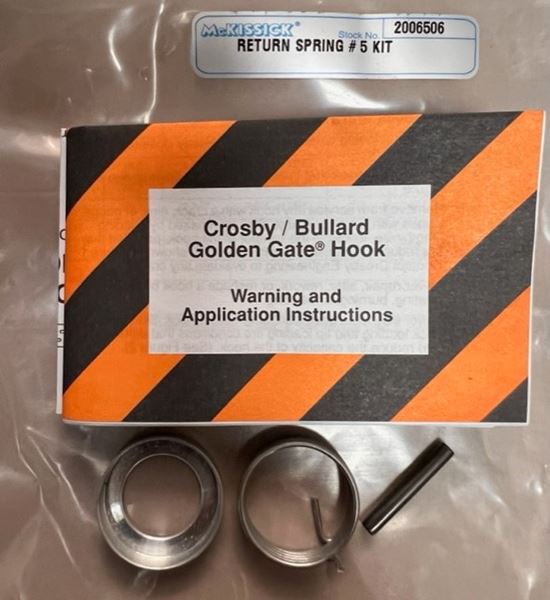 McKISSICK® Stock No. 2006506
RETURN SPRING # 5 KIT
Crosby / Bullard
Golden Gate® Hook
Warning and
Application Instructions